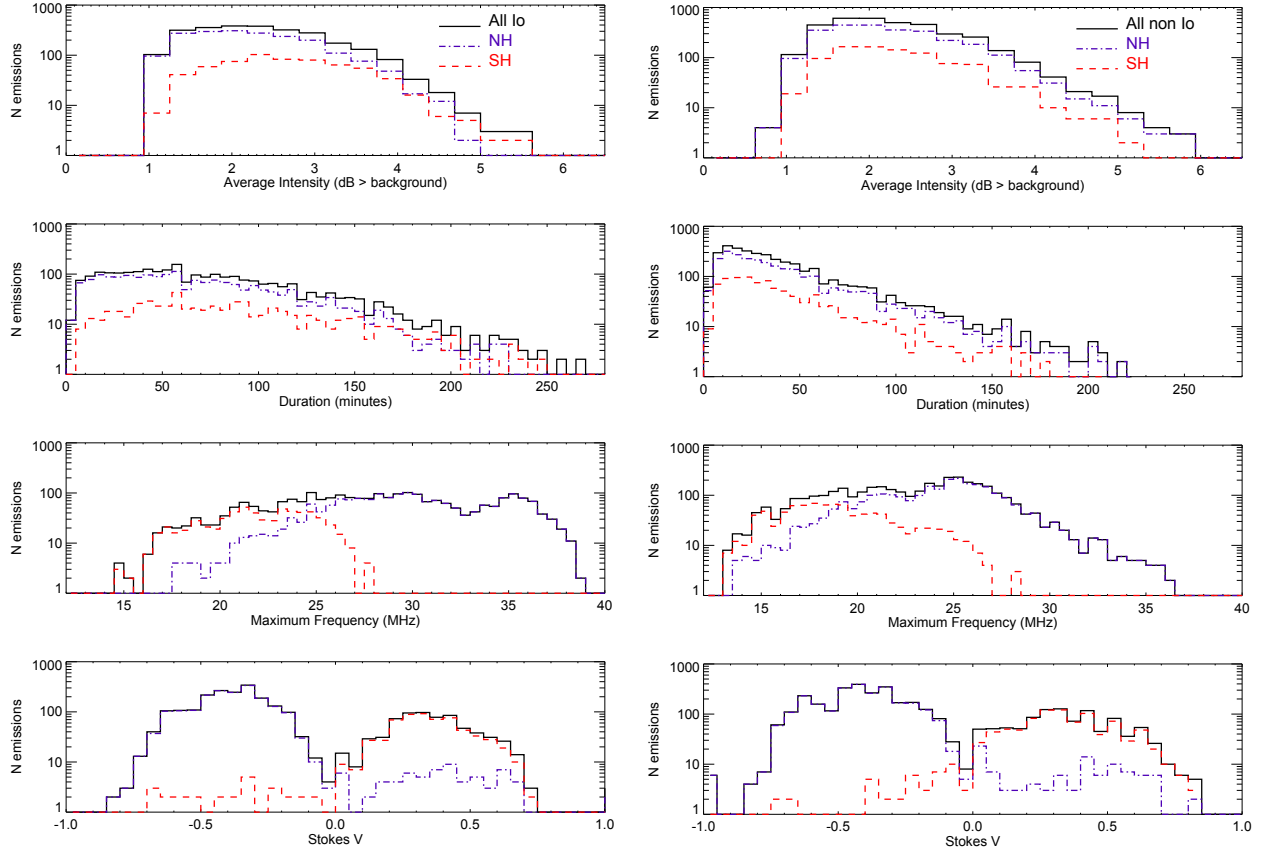 1000
100
10
1
N emissions
All Io
NH
SH
0 1 2 3 4 5 6
Average Intensity (dB > background)
1000
100
10
1
N emissions
All non Io
NH
SH
0 1 2 3 4 5 6
Average Intensity (dB > background)
1000
100
10
1
N emissions
0 50 100 150 200 250
Duration (minutes)
1000
100
10
1
N emissions
0 50 100 150 200 250
Duration (minutes)
1000
100
10
1
N emissions
15 20 25 30 35 40
Maximum Frequency (MHz)
1000
100
10
1
N emissions
15 20 25 30 35 40
Maximum Frequency (MHz)
1000
100
10
1
N emissions
-1.0 -0.5 0.0 0.5 1.0
Stokes V
1000
100
10
1
N emissions
-1.0 -0.5 0.0 0.5 1.0
Stokes V